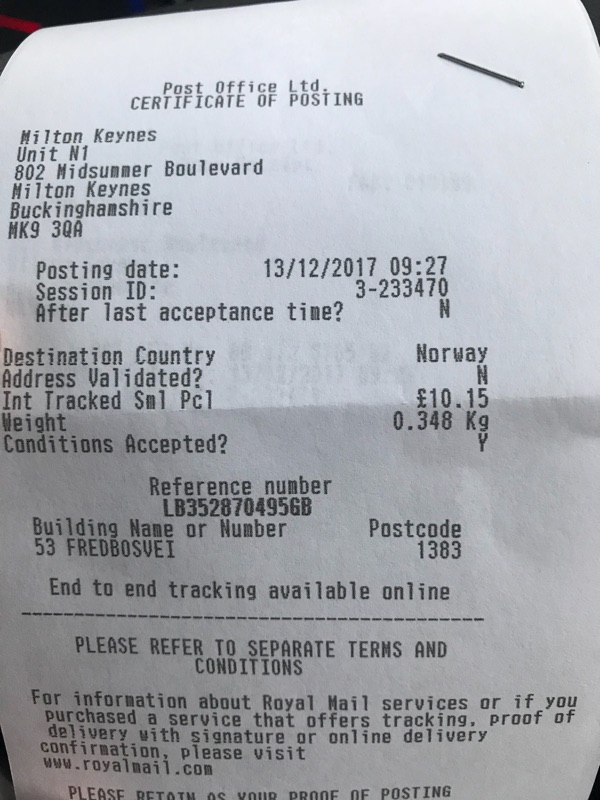 Post Office Ltd.
CERTIFICATE OF POSTING
Milton Keynes
Unit N1
802 Midsummer Boulevard
Milton Keynes
Buckinghamshire
MK9 3QA
Posting date: 13/12/2017 09:27
Session ID: 3-233470
After last acceptance time? N
Destination Country Norway
Address Validated? N
Int Tracked Sml Pcl £10.15
Weight 0.348 Kg
Conditions Accepted? Y
Reference number
LB352870495GB
Building Name or Number Postcode
53 FREDBOSVEI 1383
End to end tracking available online
PLEASE REFER TO SEPARATE TERMS AND
CONDITIONS
For information about Royal Mail services or if you
purchased a service that offers tracking, proof of
delivery with signature or online delivery
confirmation, please visit
www.royalmail.com
PLEASE RETAIN AS YOUR PROOF OF POSTING